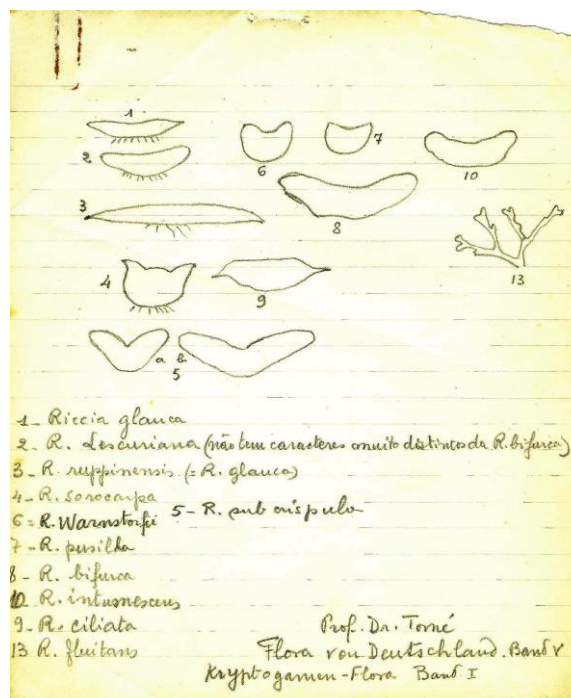 1
2
3
4
6
7
8
9
10
13
a b
5
1- Riccia glauca
2- R. Lescuriana (não tem caracteres muito distintos da R. bifurca)
3- R. ruppinensis (= R. glauca)
4- R. sorocarpa
5- R. subcrispula
6= R. Warnstorfii
7- R. pusilla
8- R. bifurca
10 R. intumescens
9- R. ciliata
13 R. fluitans
Prof. Dr. Tomé
Flora von Deutschland. Band V
Kryptogamen-Flora Band I